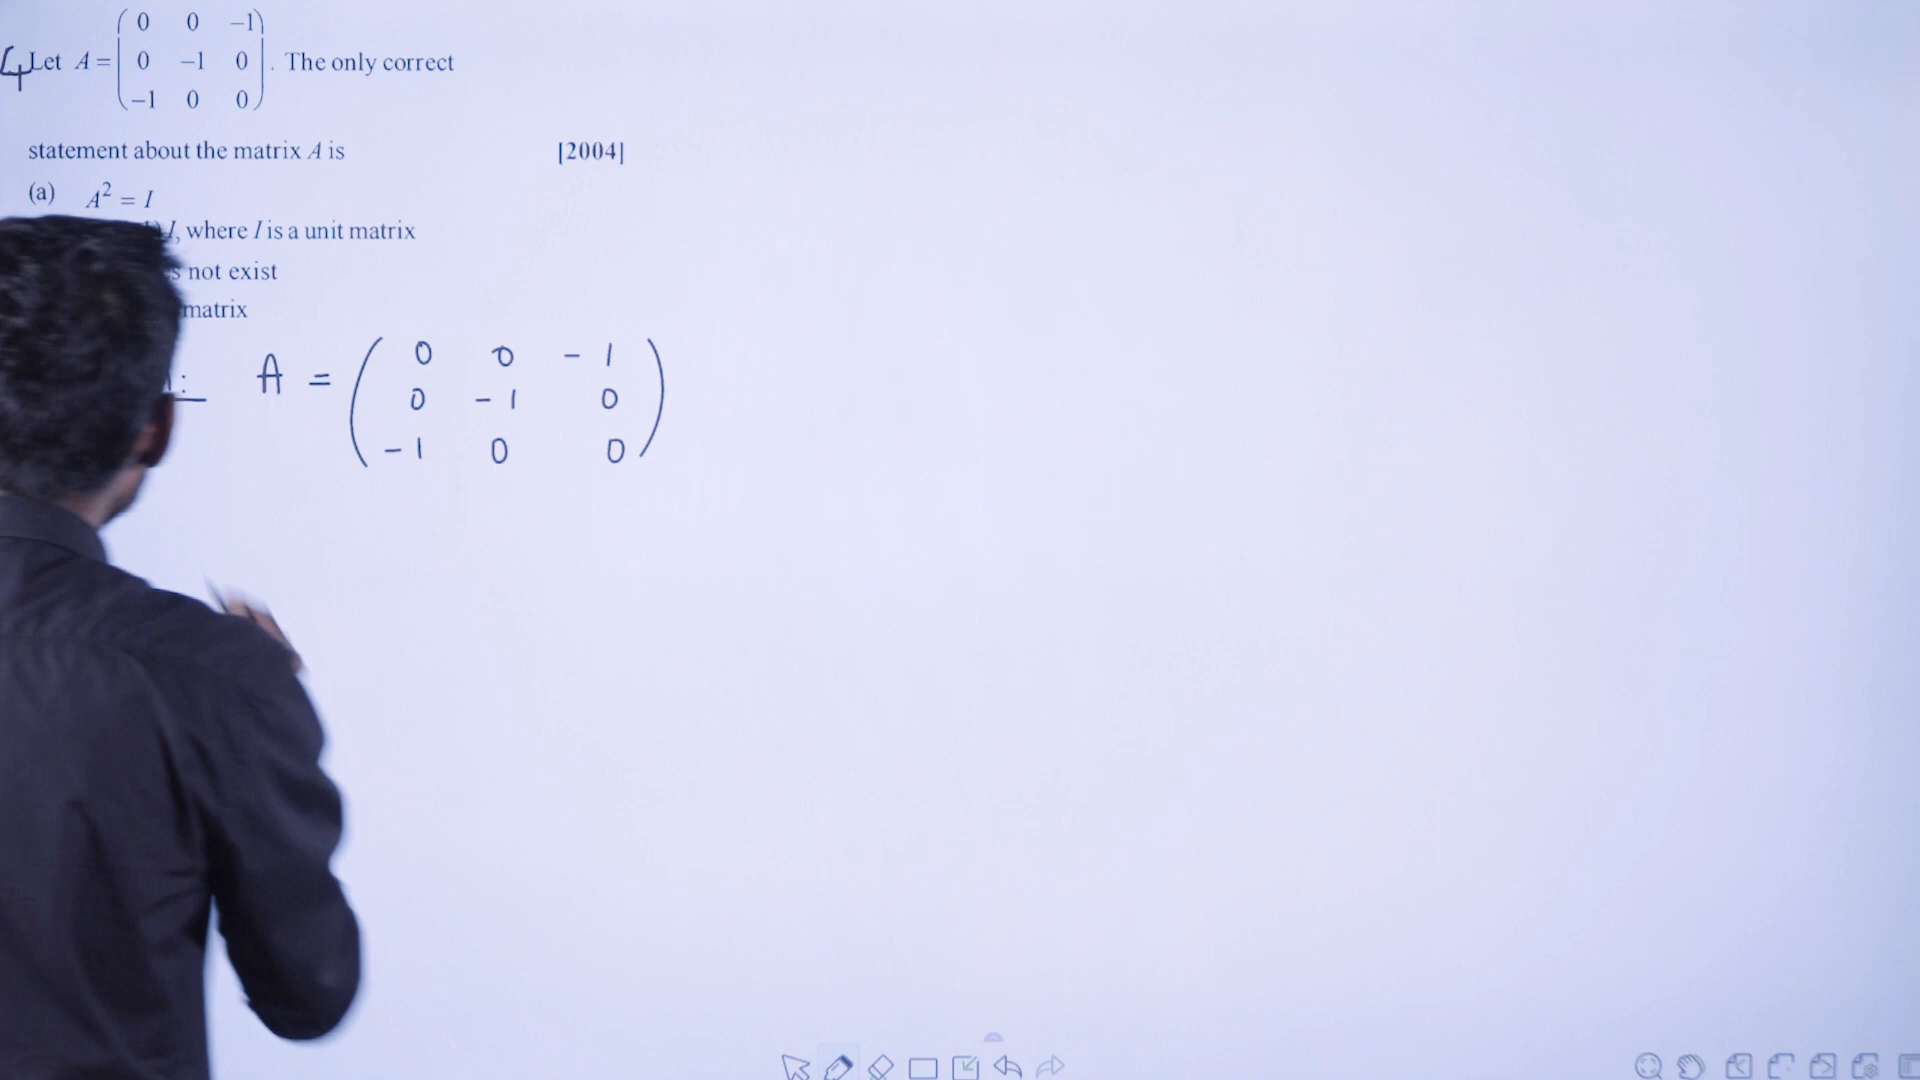 4 Let A = ( 0 0 −1
0 −1 0
−1 0 0 ) . The only correct
statement about the matrix A is [2004]
(a) A² = I
I, where I is a unit matrix
not exist
matrix
A = ( 0 0 -1
0 -1 0
-1 0 0 )